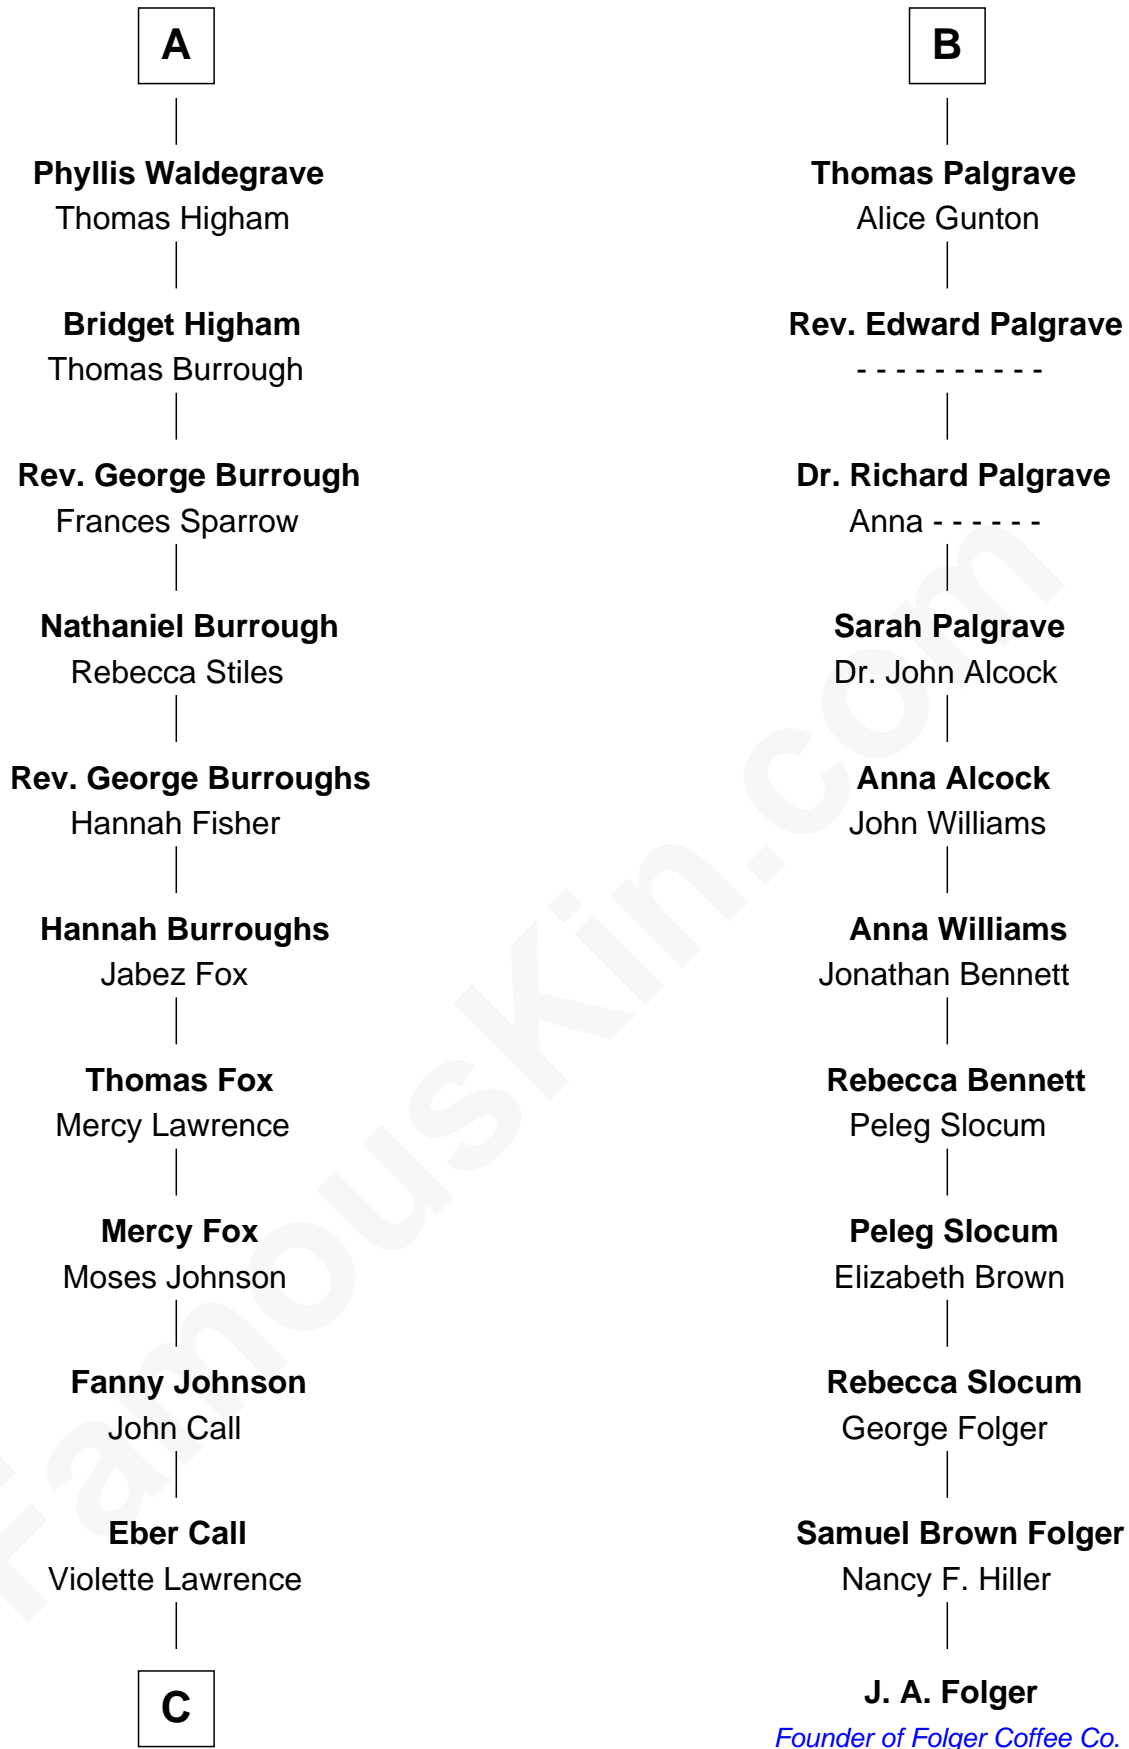 A
Phyllis Waldegrave
Thomas Higham
Bridget Higham
Thomas Burrough
Rev. George Burrough
Frances Sparrow
Nathaniel Burrough
Rebecca Stiles
Rev. George Burroughs
Hannah Fisher
Hannah Burroughs
Jabez Fox
Thomas Fox
Mercy Lawrence
Mercy Fox
Moses Johnson
Fanny Johnson
John Call
Eber Call
Violette Lawrence
C
B
Thomas Palgrave
Alice Gunton
Rev. Edward Palgrave
- - - - - - - - - -
Dr. Richard Palgrave
Anna - - - - - -
Sarah Palgrave
Dr. John Alcock
Anna Alcock
John Williams
Anna Williams
Jonathan Bennett
Rebecca Bennett
Peleg Slocum
Peleg Slocum
Elizabeth Brown
Rebecca Slocum
George Folger
Samuel Brown Folger
Nancy F. Hiller
J. A. Folger
Founder of Folger Coffee Co.
FamousKin.com